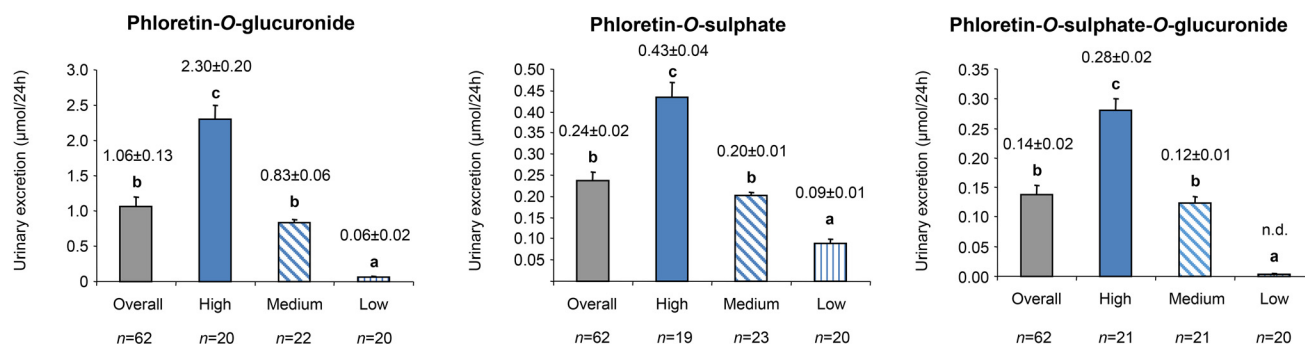 Phloretin-O-glucuronide
Urinary excretion (μmol/24h)
3.0
2.5
2.0
1.5
1.0
0.5
0
1.06±0.13
b
2.30±0.20
c
0.83±0.06
b
0.06±0.02
a
Overall High Medium Low
n=62 n=20 n=22 n=20
Phloretin-O-sulphate
Urinary excretion (μmol/24h)
0.50
0.45
0.40
0.35
0.30
0.25
0.20
0.15
0.10
0.05
0.24±0.02
b
0.43±0.04
c
0.20±0.01
b
0.09±0.01
a
Overall High Medium Low
n=62 n=19 n=23 n=20
Phloretin-O-sulphate-O-glucuronide
Urinary excretion (μmol/24h)
0.35
0.30
0.25
0.20
0.15
0.10
0.05
0.00
0.14±0.02
b
0.28±0.02
c
0.12±0.01
b
n.d.
a
Overall High Medium Low
n=62 n=21 n=21 n=20